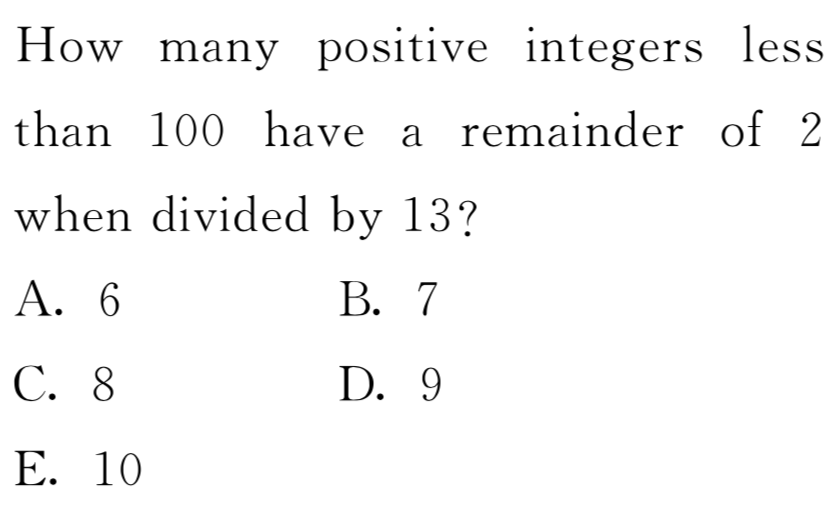 How many positive integers less
than 100 have a remainder of 2
when divided by 13?
A. 6 B. 7
C. 8 D. 9
E. 10